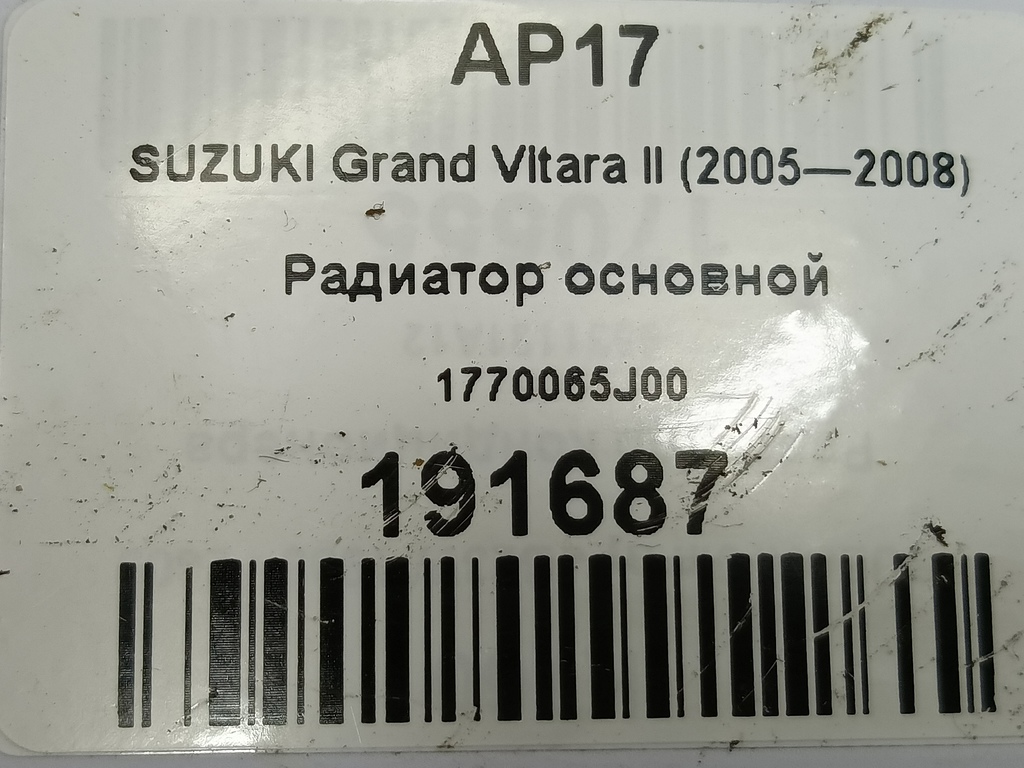 AP17
SUZUKI Grand Vitara II (2005—2008)
Радиатор основной
1770065J00
191687